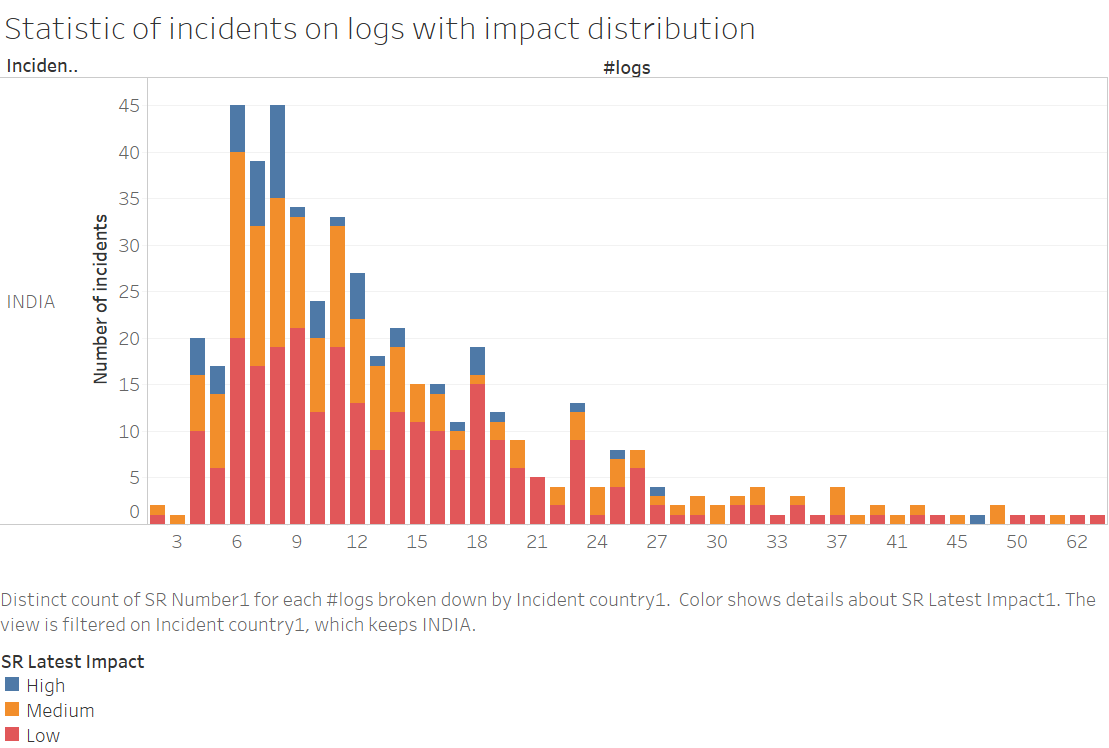 Statistic of incidents on logs with impact distribution
Inciden..
#logs
Number of incidents
45
40
35
30
25
20
15
10
5
0
INDIA
3 6 9 12 15 18 21 24 27 30 33 37 41 45 50 62
Distinct count of SR Number1 for each #logs broken down by Incident country1. Color shows details about SR Latest Impact1. The
view is filtered on Incident country1, which keeps INDIA.
SR Latest Impact
High
Medium
Low